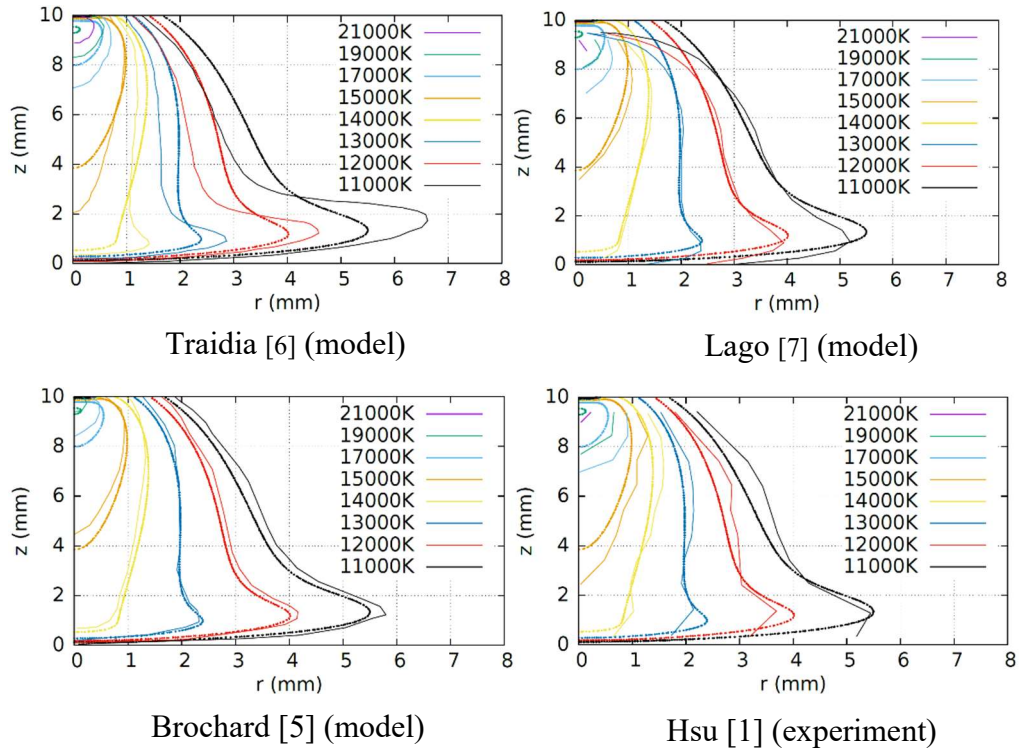 10
8
6
4
2
0
z (mm)
21000K
19000K
17000K
15000K
14000K
13000K
12000K
11000K
0 1 2 3 4 5 6 7 8
r (mm)
Traidia [6] (model)
10
8
6
4
2
0
z (mm)
21000K
19000K
17000K
15000K
14000K
13000K
12000K
11000K
0 1 2 3 4 5 6 7 8
r (mm)
Lago [7] (model)
10
8
6
4
2
0
z (mm)
21000K
19000K
17000K
15000K
14000K
13000K
12000K
11000K
0 1 2 3 4 5 6 7 8
r (mm)
Brochard [5] (model)
10
8
6
4
2
0
z (mm)
21000K
19000K
17000K
15000K
14000K
13000K
12000K
11000K
0 1 2 3 4 5 6 7 8
r (mm)
Hsu [1] (experiment)